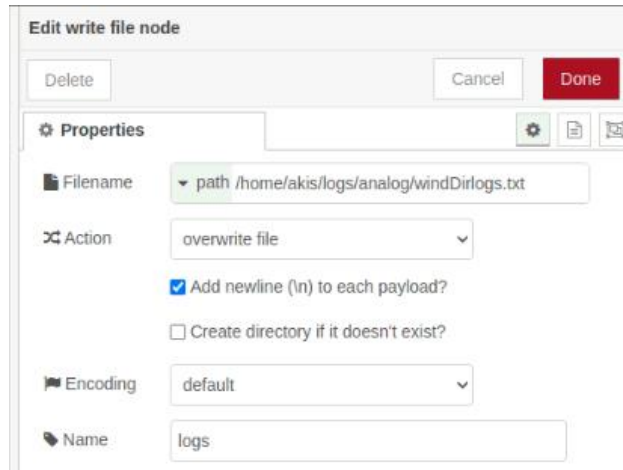 Edit write file node
Delete Cancel Done
Properties
Filename path /home/akis/logs/analog/windDirlogs.txt
Action overwrite file
Add newline (\n) to each payload?
Create directory if it doesn't exist?
Encoding default
Name logs